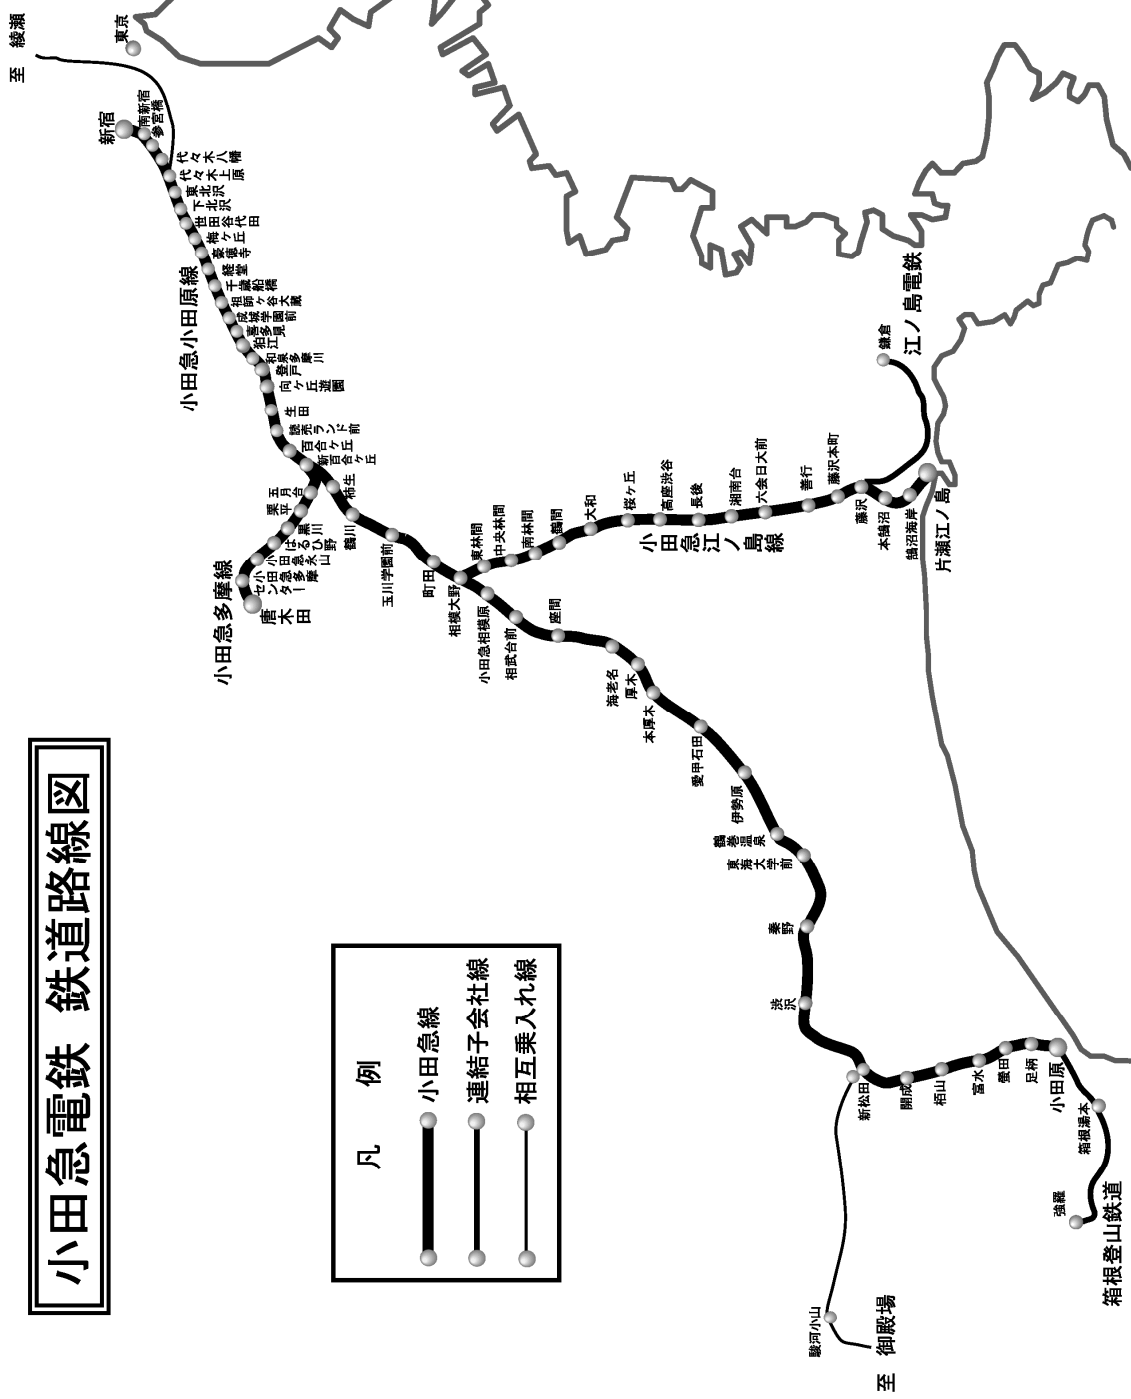 小田急電鉄 鉄道路線図
凡 例
小田急線
連結子会社線
相互乗入れ線
至 綾瀬
東京
新宿
南新宿
参宮橋
代々木八幡
代々木上原
東北沢
下北沢
世田谷代田
梅ヶ丘
豪徳寺
経堂
千歳船橋
祖師ヶ谷大蔵
成城学園前
喜多見
狛江
和泉多摩川
登戸
向ヶ丘遊園
生田
読売ランド前
百合ヶ丘
新百合ヶ丘
小田急小田原線
五月台
栗平
黒川
はるひ野
小田急永山
小田急多摩
センター
唐木田
小田急多摩線
柿生
鶴川
玉川学園前
町田
相模大野
小田急相模原
相武台前
座間
海老名
厚木
本厚木
愛甲石田
伊勢原
鶴巻温泉
東海大学前
秦野
渋沢
新松田
開成
栢山
富水
螢田
足柄
小田原
箱根湯本
強羅
箱根登山鉄道
駿河小山
至 御殿場
東林間
中央林間
南林間
鶴間
大和
桜ヶ丘
高座渋谷
長後
湘南台
六会日大前
善行
藤沢本町
藤沢
本鵠沼
鵠沼海岸
片瀬江ノ島
小田急江ノ島線
鎌倉
江ノ島電鉄